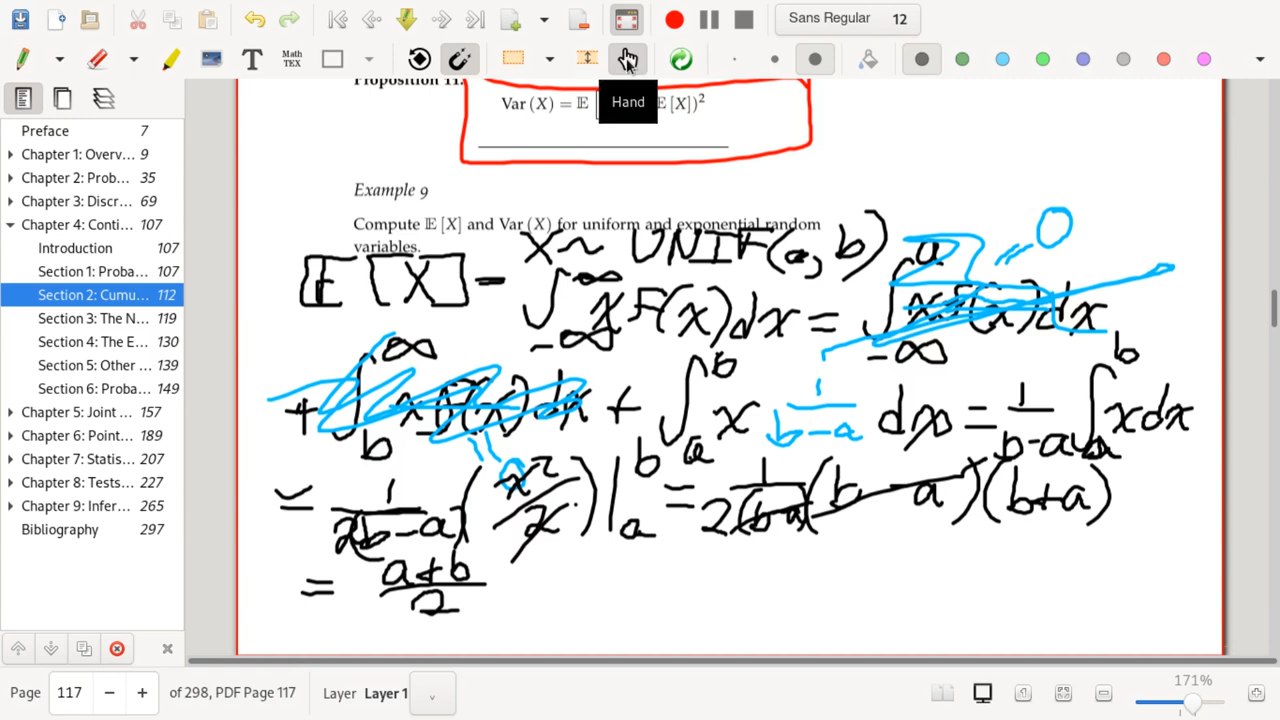 Sans Regular 12
T Math TEX
Hand
Preface 7
Chapter 1: Overv... 9
Chapter 2: Prob... 35
Chapter 3: Discr... 69
Chapter 4: Conti... 107
Introduction 107
Section 1: Proba... 107
Section 2: Cumu... 112
Section 3: The N... 119
Section 4: The E... 130
Section 5: Other ... 139
Section 6: Proba... 149
Chapter 5: Joint ... 157
Chapter 6: Point... 189
Chapter 7: Statis... 207
Chapter 8: Tests... 227
Chapter 9: Infer... 265
Bibliography 297
Proposition 11.
Var (X) = 𝔼 [ E [X])²
Example 9
Compute 𝔼 [X] and Var (X) for uniform and exponential random
variables.
X ~ UNIF(a, b)
E [X] = ∫_{-∞}^{∞} x F(x) dx = ∫_{-∞}^{a} x f(x) dx = 0
+ ∫_{b}^{∞} x f(x) dx + ∫_{a}^{b} x 1/(b-a) dx = 1/(b-a) ∫_{a}^{b} x dx
= 0
= 1/(2(b-a)) (x²/2) |_{a}^{b} = 1/(2(b-a)) (b - a)(b+a)
= (a+b)/2
Page 117 of 298, PDF Page 117 Layer Layer 1 171%